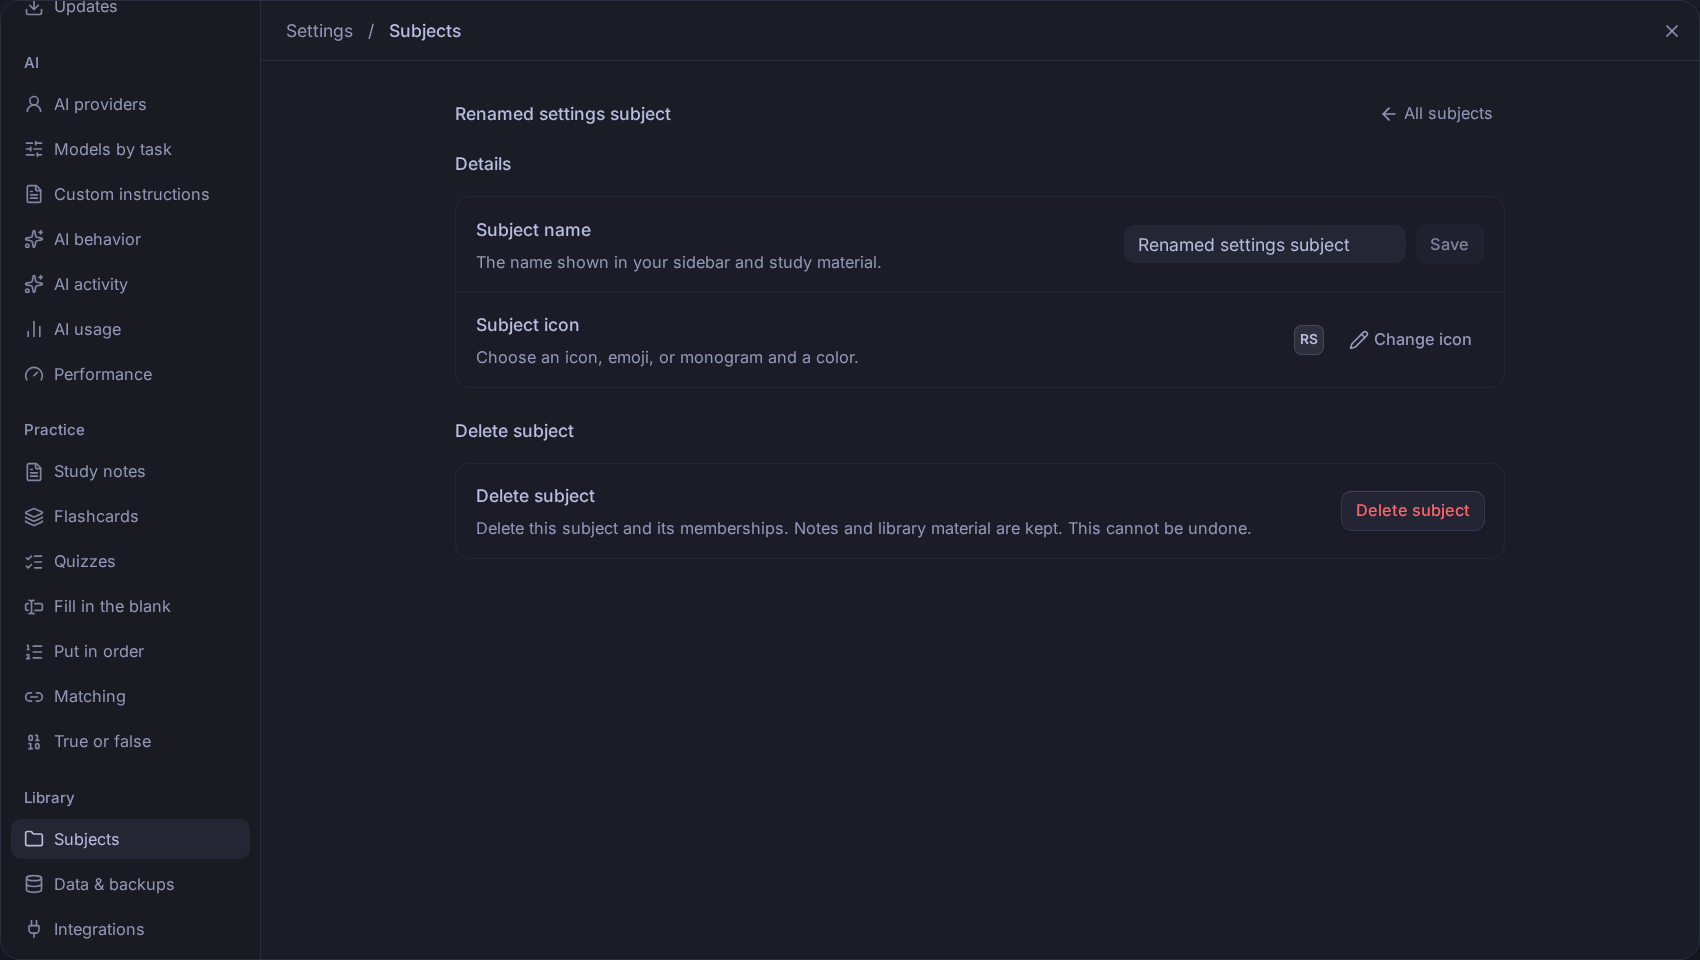 Updates
AI
AI providers
Models by task
Custom instructions
AI behavior
AI activity
AI usage
Performance
Practice
Study notes
Flashcards
Quizzes
Fill in the blank
Put in order
Matching
True or false
Library
Subjects
Data & backups
Integrations
Settings / Subjects
Renamed settings subject
All subjects
Details
Subject name
The name shown in your sidebar and study material.
Renamed settings subject
Save
Subject icon
Choose an icon, emoji, or monogram and a color.
RS
Change icon
Delete subject
Delete subject
Delete this subject and its memberships. Notes and library material are kept. This cannot be undone.
Delete subject